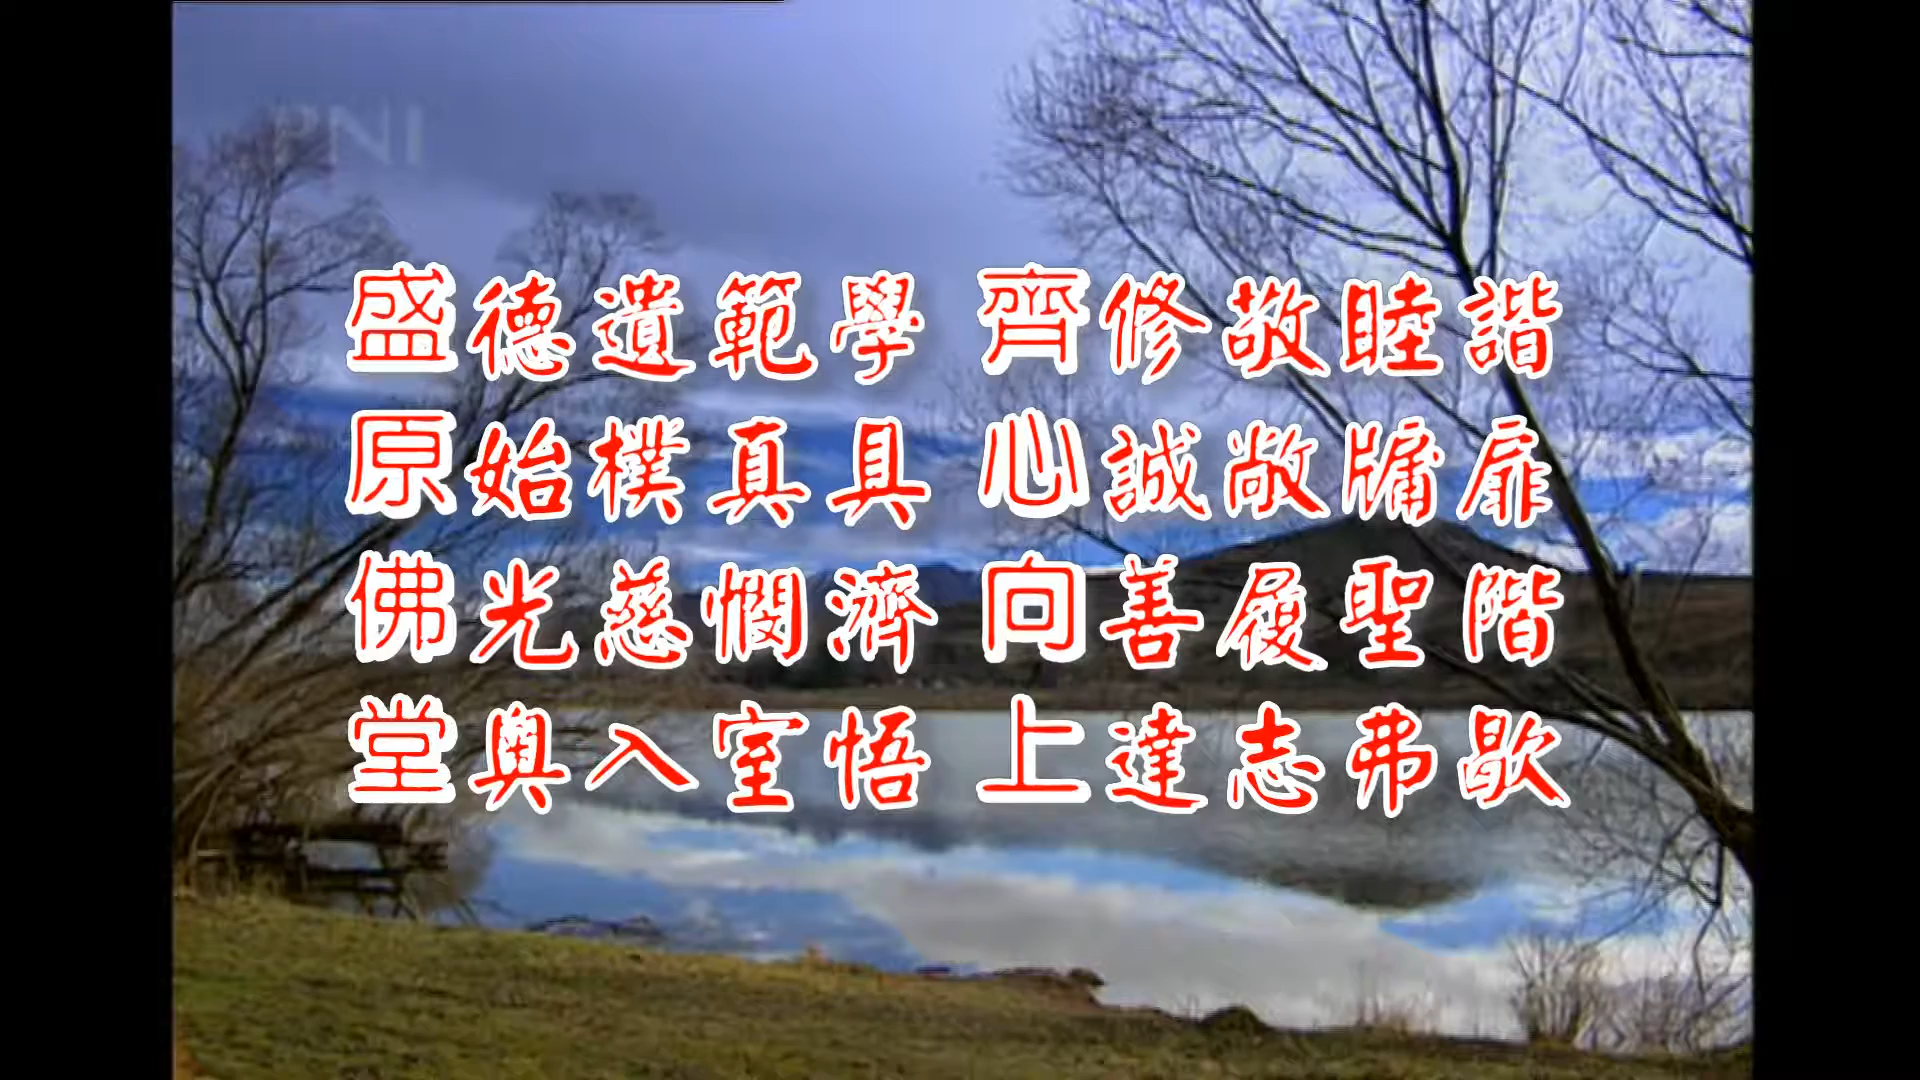 PNI
盛德遺範學 齊修敬睦諧
原始樸真具 心誠敞牗扉
佛光慈憫濟 向善履聖階
堂奧入室悟 上達志弗歇